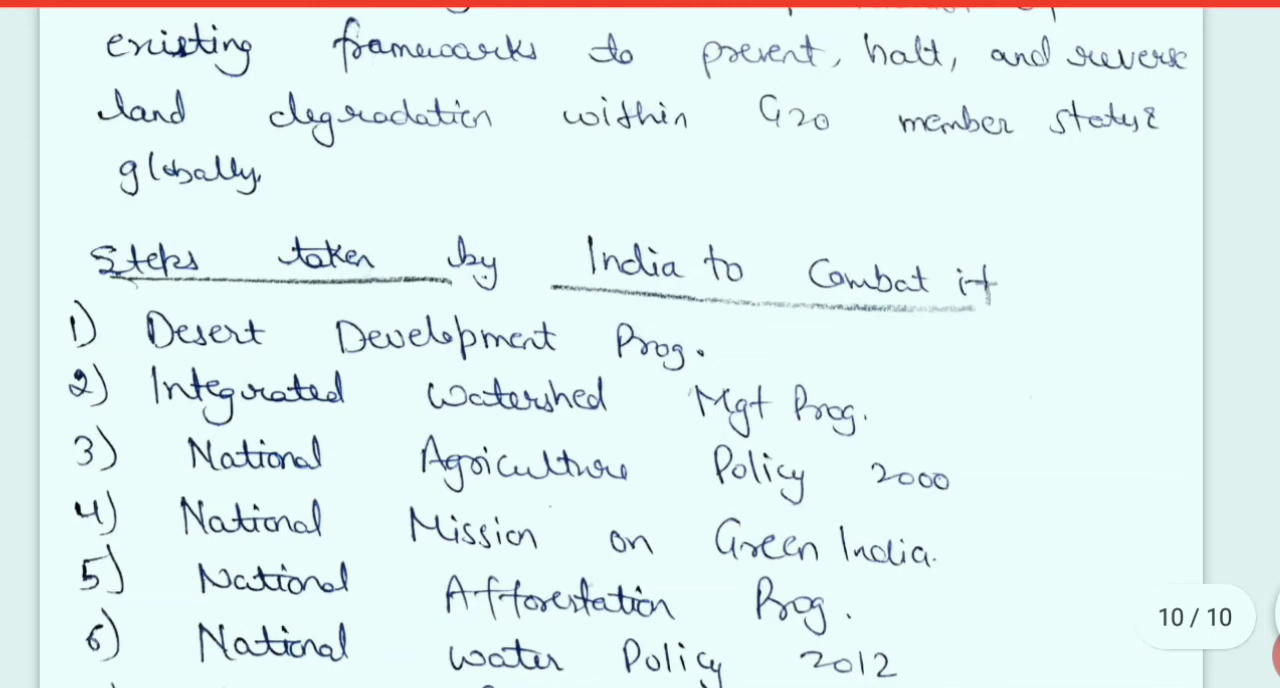 existing frameworks to prevent, halt, and reverse
land degradation within G20 member states &
globally.
Steps taken by India to Combat it
1) Desert Development Prog.
2) Integrated Watershed Mgt Prog.
3) National Agriculture Policy 2000
4) National Mission on Green India.
5) National Afforestation Prog.
6) National water Policy 2012
10 / 10